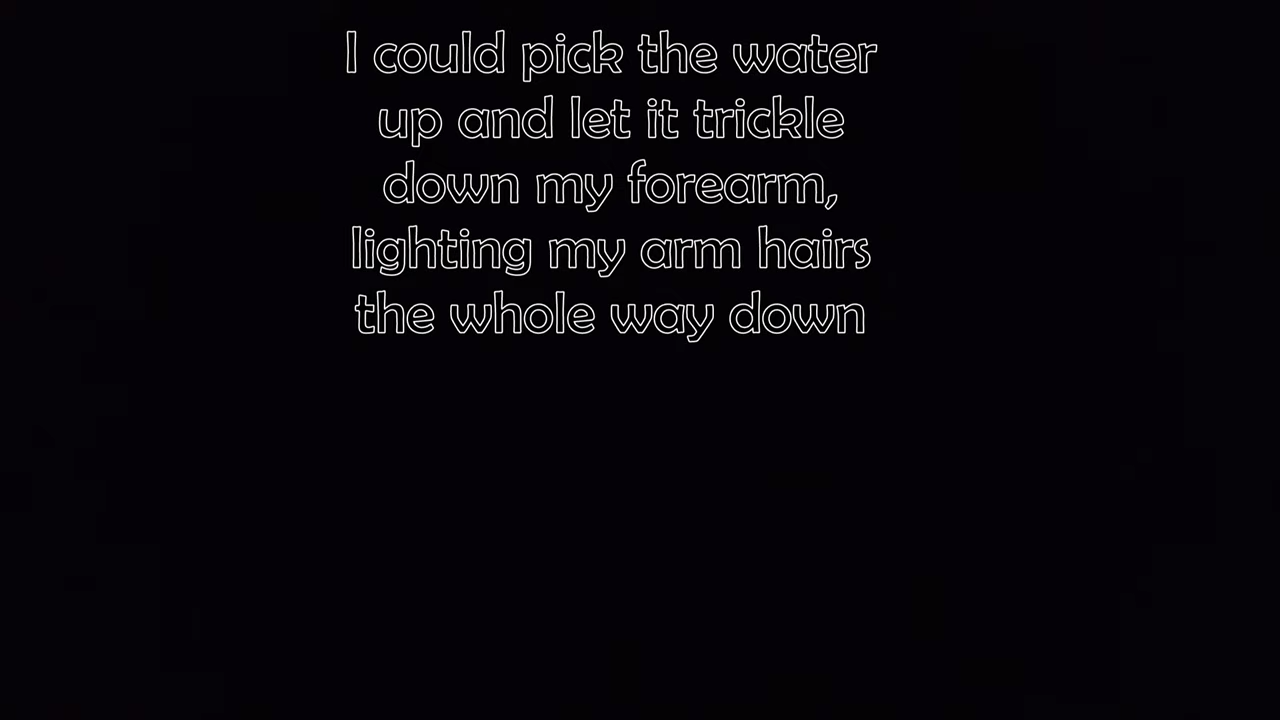 I could pick the water
up and let it trickle
down my forearm,
lighting my arm hairs
the whole way down